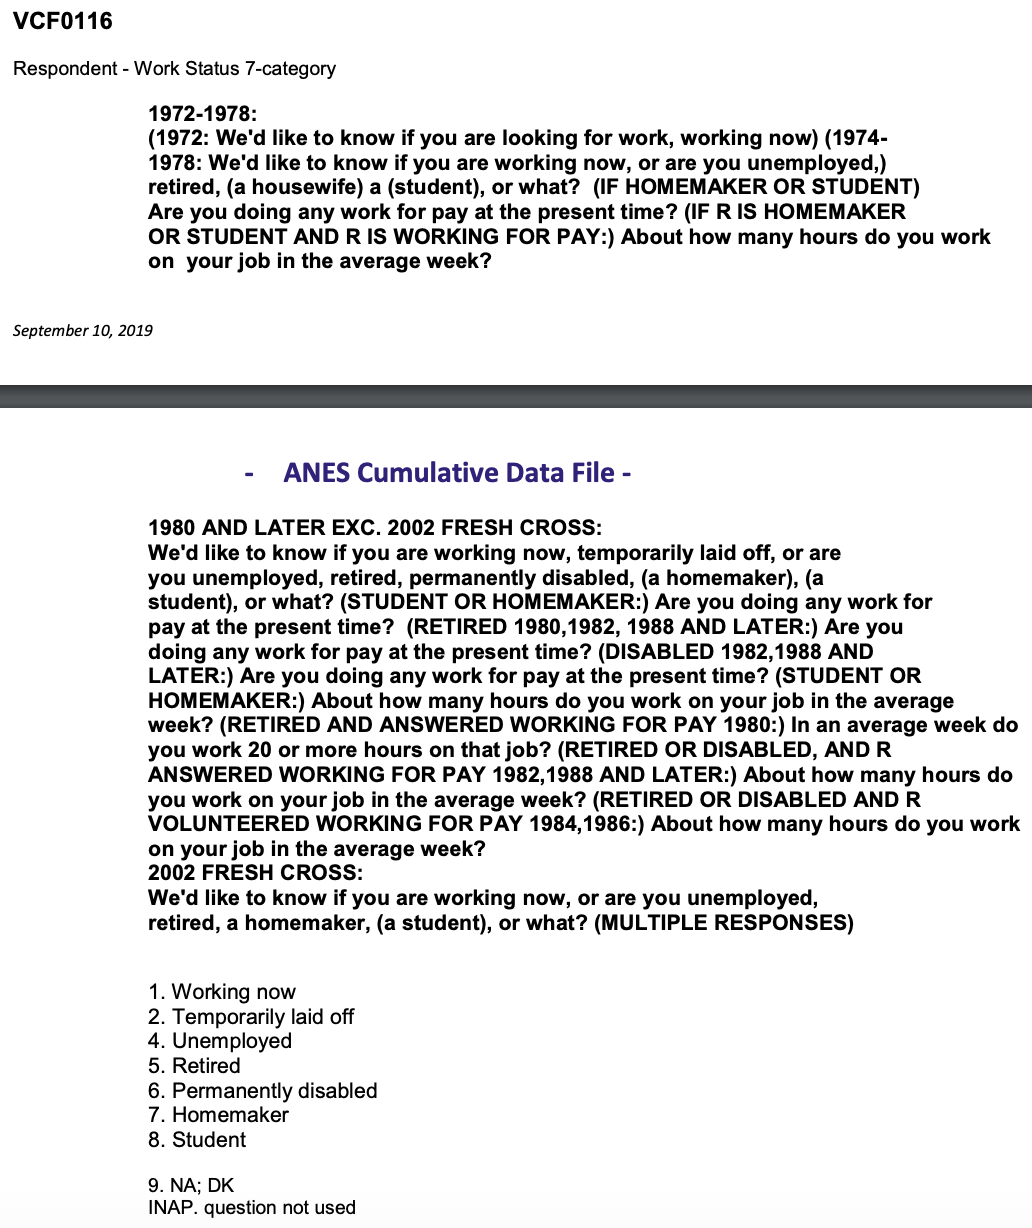 VCF0116
Respondent - Work Status 7-category
1972-1978:
(1972: We'd like to know if you are looking for work, working now) (1974-
1978: We'd like to know if you are working now, or are you unemployed,)
retired, (a housewife) a (student), or what?  (IF HOMEMAKER OR STUDENT)
Are you doing any work for pay at the present time? (IF R IS HOMEMAKER
OR STUDENT AND R IS WORKING FOR PAY:) About how many hours do you work
on  your job in the average week?
September 10, 2019
- ANES Cumulative Data File -
1980 AND LATER EXC. 2002 FRESH CROSS:
We'd like to know if you are working now, temporarily laid off, or are
you unemployed, retired, permanently disabled, (a homemaker), (a
student), or what? (STUDENT OR HOMEMAKER:) Are you doing any work for
pay at the present time?  (RETIRED 1980,1982, 1988 AND LATER:) Are you
doing any work for pay at the present time? (DISABLED 1982,1988 AND
LATER:) Are you doing any work for pay at the present time? (STUDENT OR
HOMEMAKER:) About how many hours do you work on your job in the average
week? (RETIRED AND ANSWERED WORKING FOR PAY 1980:) In an average week do
you work 20 or more hours on that job? (RETIRED OR DISABLED, AND R
ANSWERED WORKING FOR PAY 1982,1988 AND LATER:) About how many hours do
you work on your job in the average week? (RETIRED OR DISABLED AND R
VOLUNTEERED WORKING FOR PAY 1984,1986:) About how many hours do you work
on your job in the average week?
2002 FRESH CROSS:
We'd like to know if you are working now, or are you unemployed,
retired, a homemaker, (a student), or what? (MULTIPLE RESPONSES)
1. Working now
2. Temporarily laid off
4. Unemployed
5. Retired
6. Permanently disabled
7. Homemaker
8. Student
9. NA; DK
INAP. question not used